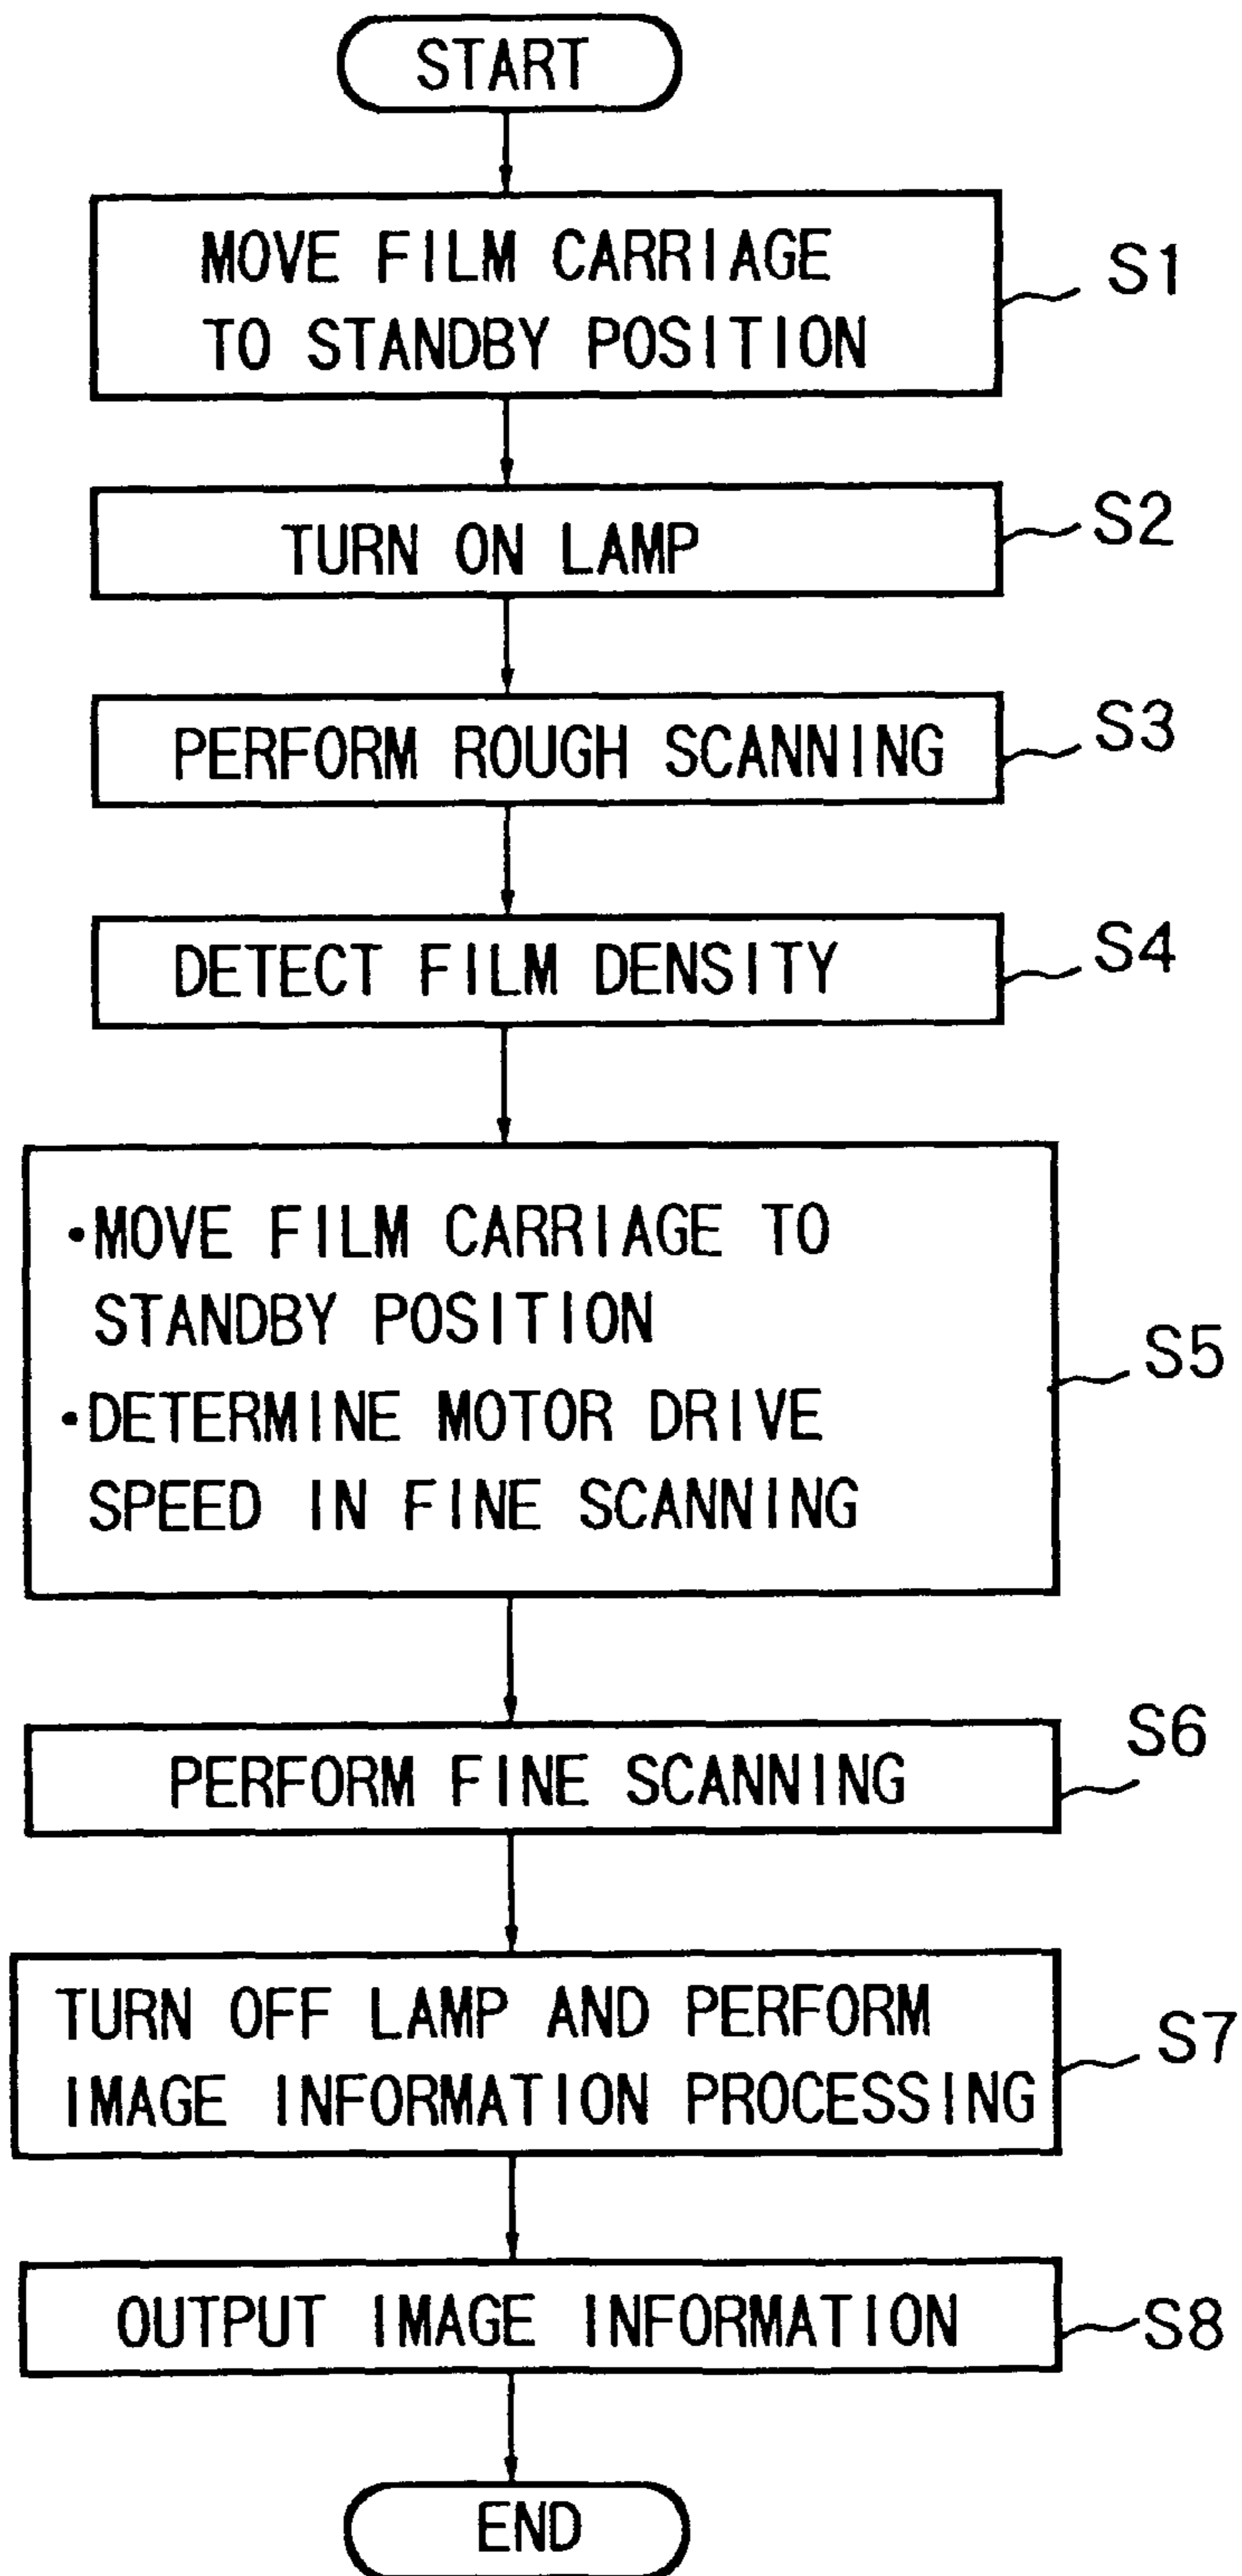 START
MOVE FILM CARRIAGE
TO STANDBY POSITION
S1
TURN ON LAMP
S2
PERFORM ROUGH SCANNING
S3
DETECT FILM DENSITY
S4
・MOVE FILM CARRIAGE TO
STANDBY POSITION
・DETERMINE MOTOR DRIVE
SPEED IN FINE SCANNING
S5
PERFORM FINE SCANNING
S6
TURN OFF LAMP AND PERFORM
IMAGE INFORMATION PROCESSING
S7
OUTPUT IMAGE INFORMATION
S8
END